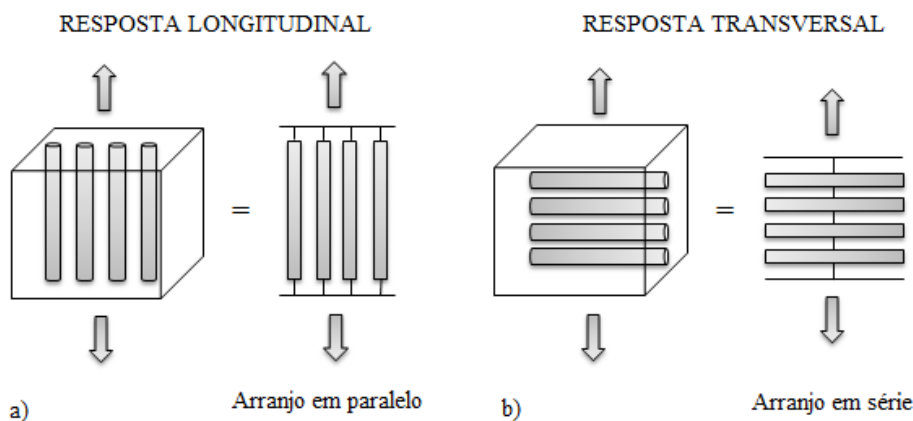 RESPOSTA LONGITUDINAL
RESPOSTA TRANSVERSAL
=
=
a)
Arranjo em paralelo
b)
Arranjo em série